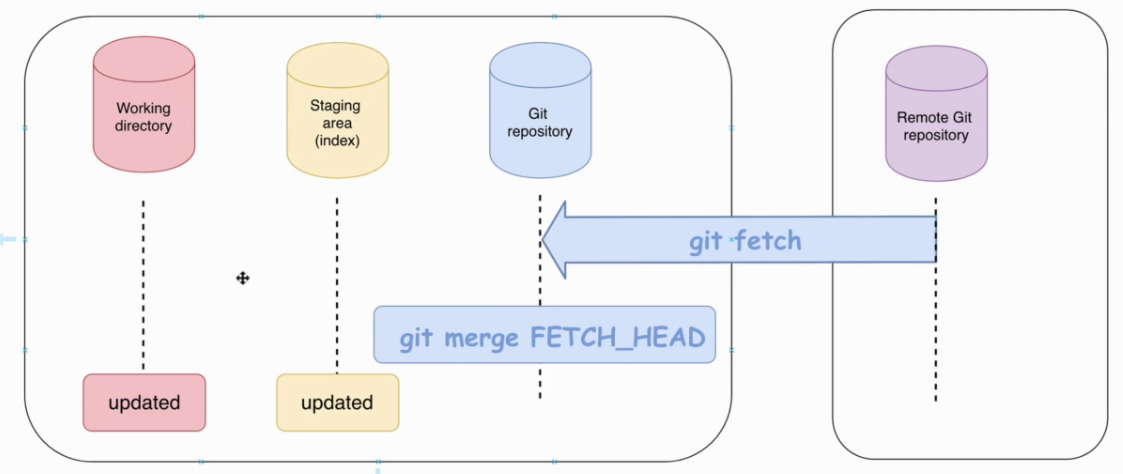 Working
directory
Staging
area
(index)
Git
repository
Remote Git
repository
git fetch
git merge FETCH_HEAD
updated
updated